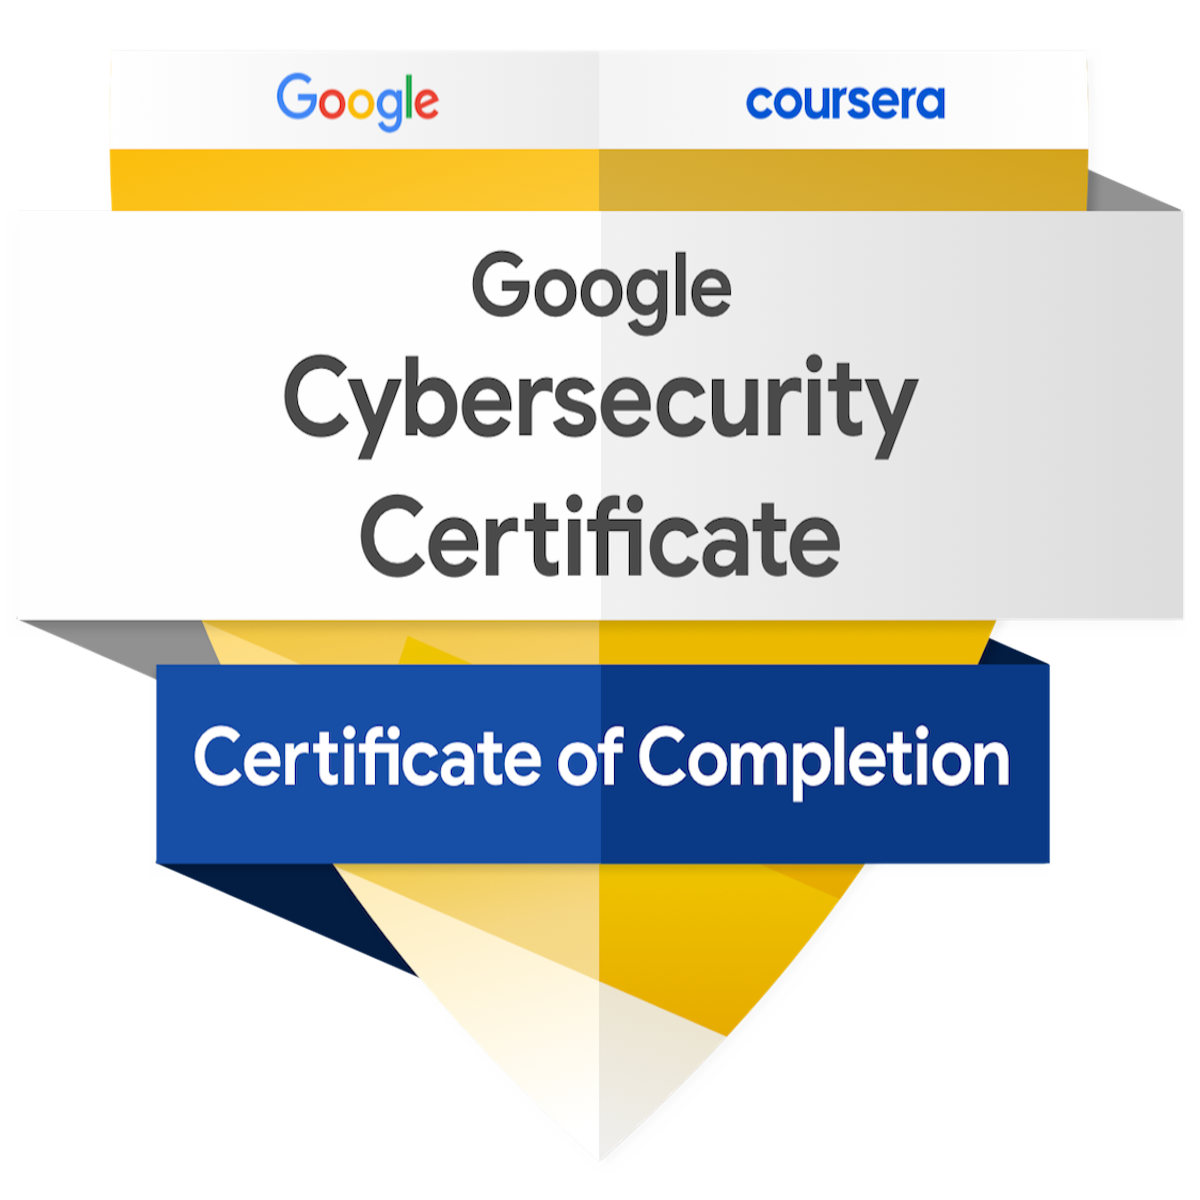 Google coursera
Google
Cybersecurity
Certificate
Certificate of Completion